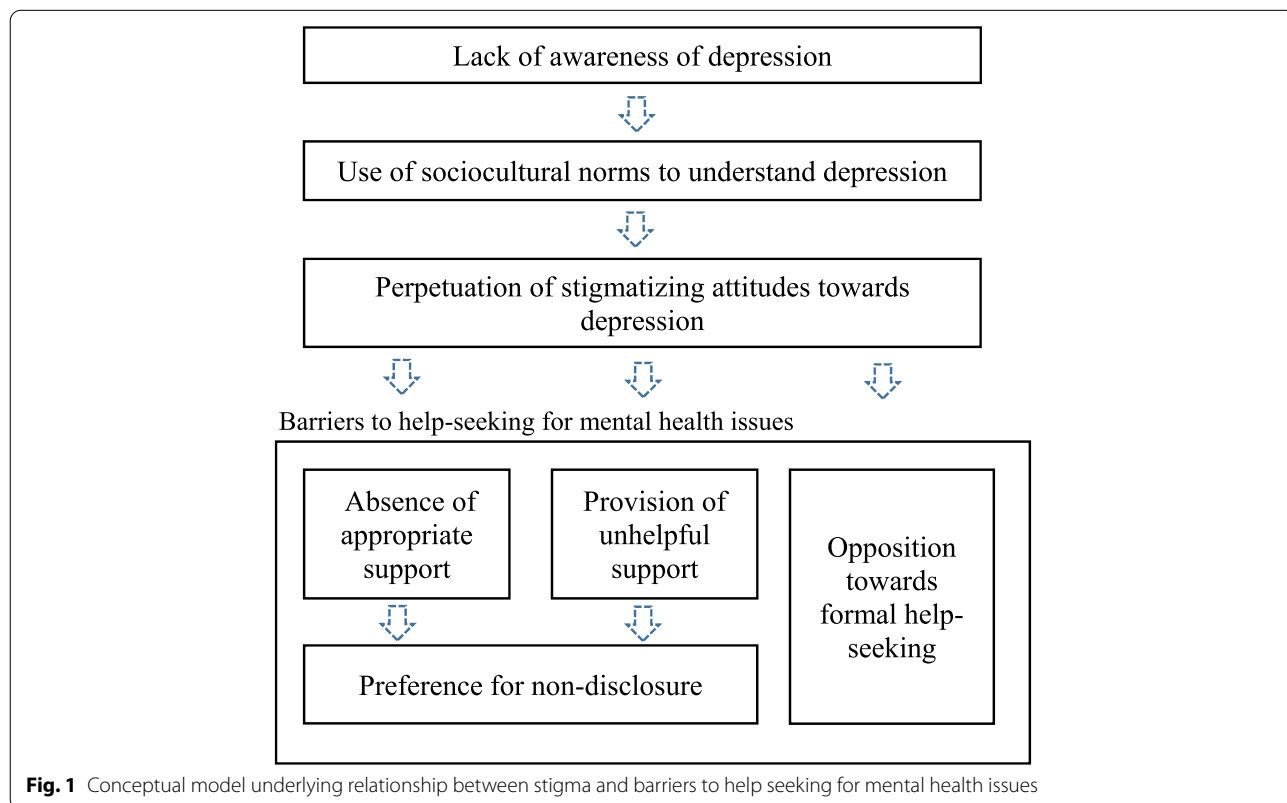 Lack of awareness of depression
Use of sociocultural norms to understand depression
Perpetuation of stigmatizing attitudes towards
depression
Barriers to help-seeking for mental health issues
Absence of
appropriate
support
Provision of
unhelpful
support
Opposition
towards
formal help-
seeking
Preference for non-disclosure
Fig. 1 Conceptual model underlying relationship between stigma and barriers to help seeking for mental health issues